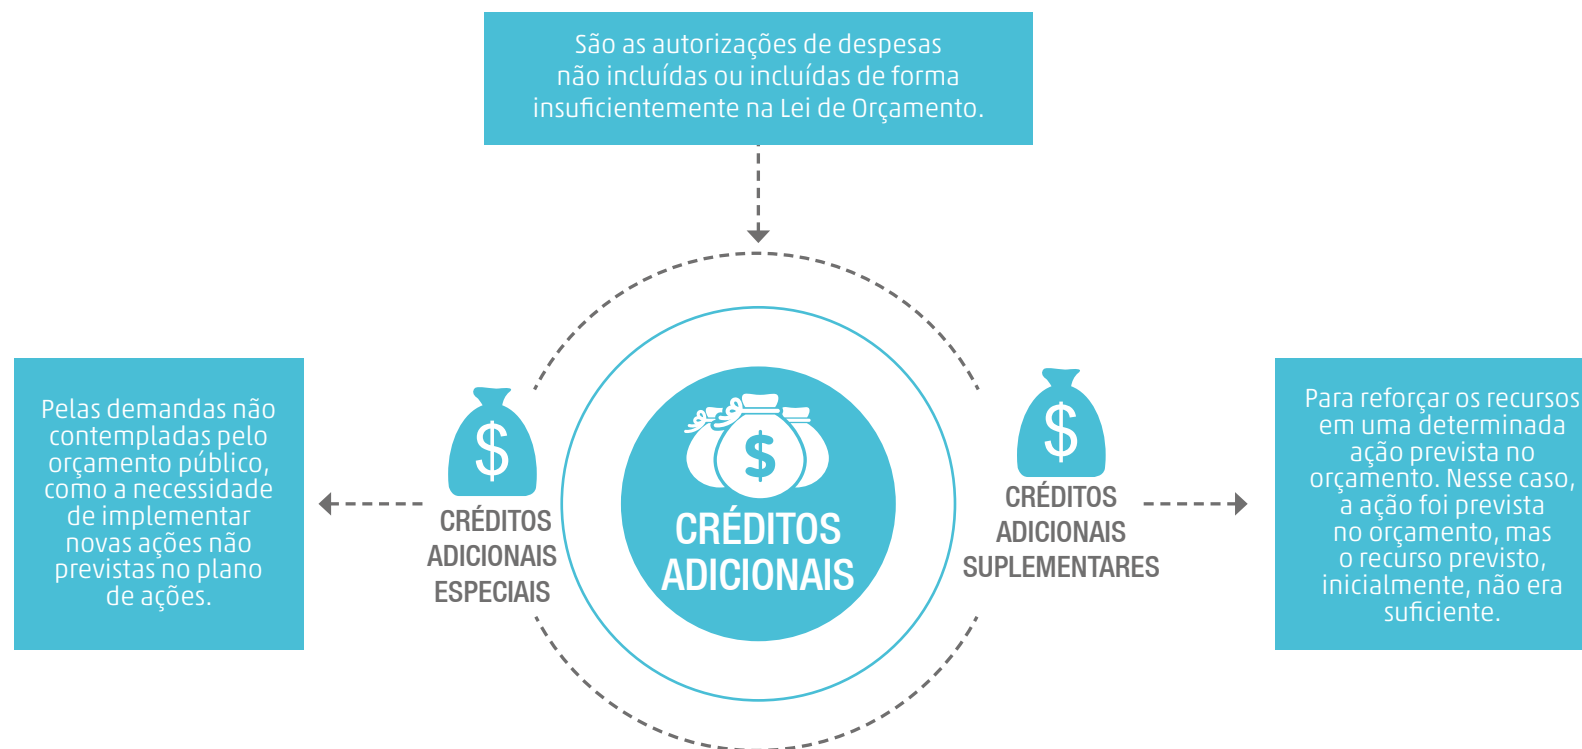 São as autorizações de despesas
não incluídas ou incluídas de forma
insuficientemente na Lei de Orçamento.
Pelas demandas não
contempladas pelo
orçamento público,
como a necessidade
de implementar
novas ações não
previstas no plano
de ações.
$
CRÉDITOS
ADICIONAIS
ESPECIAIS
$
CRÉDITOS
ADICIONAIS
$
CRÉDITOS
ADICIONAIS
SUPLEMENTARES
Para reforçar os recursos
em uma determinada
ação prevista no
orçamento. Nesse caso,
a ação foi prevista
no orçamento, mas
o recurso previsto,
inicialmente, não era
suficiente.